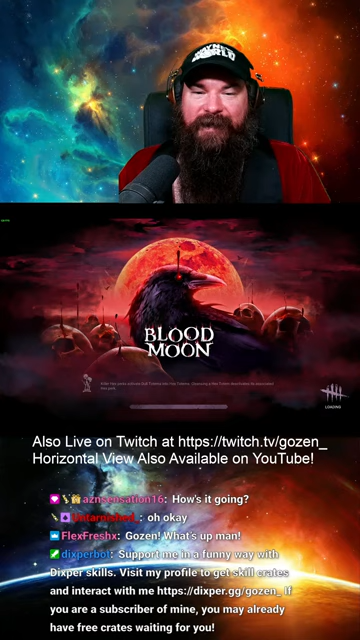 WAYNE'S
WORLD
BLOOD
MOON
LOADING
Also Live on Twitch at https://twitch.tv/gozen_
Horizontal View Also Available on YouTube!
aznsensation16: How's it going?
Untarnished_: oh okay
FlexFreshx: Gozen! What's up man!
dixperbot: Support me in a funny way with
Dixper skills. Visit my profile to get skill crates
and interact with me https://dixper.gg/gozen_ If
you are a subscriber of mine, you may already
have free crates waiting for you!